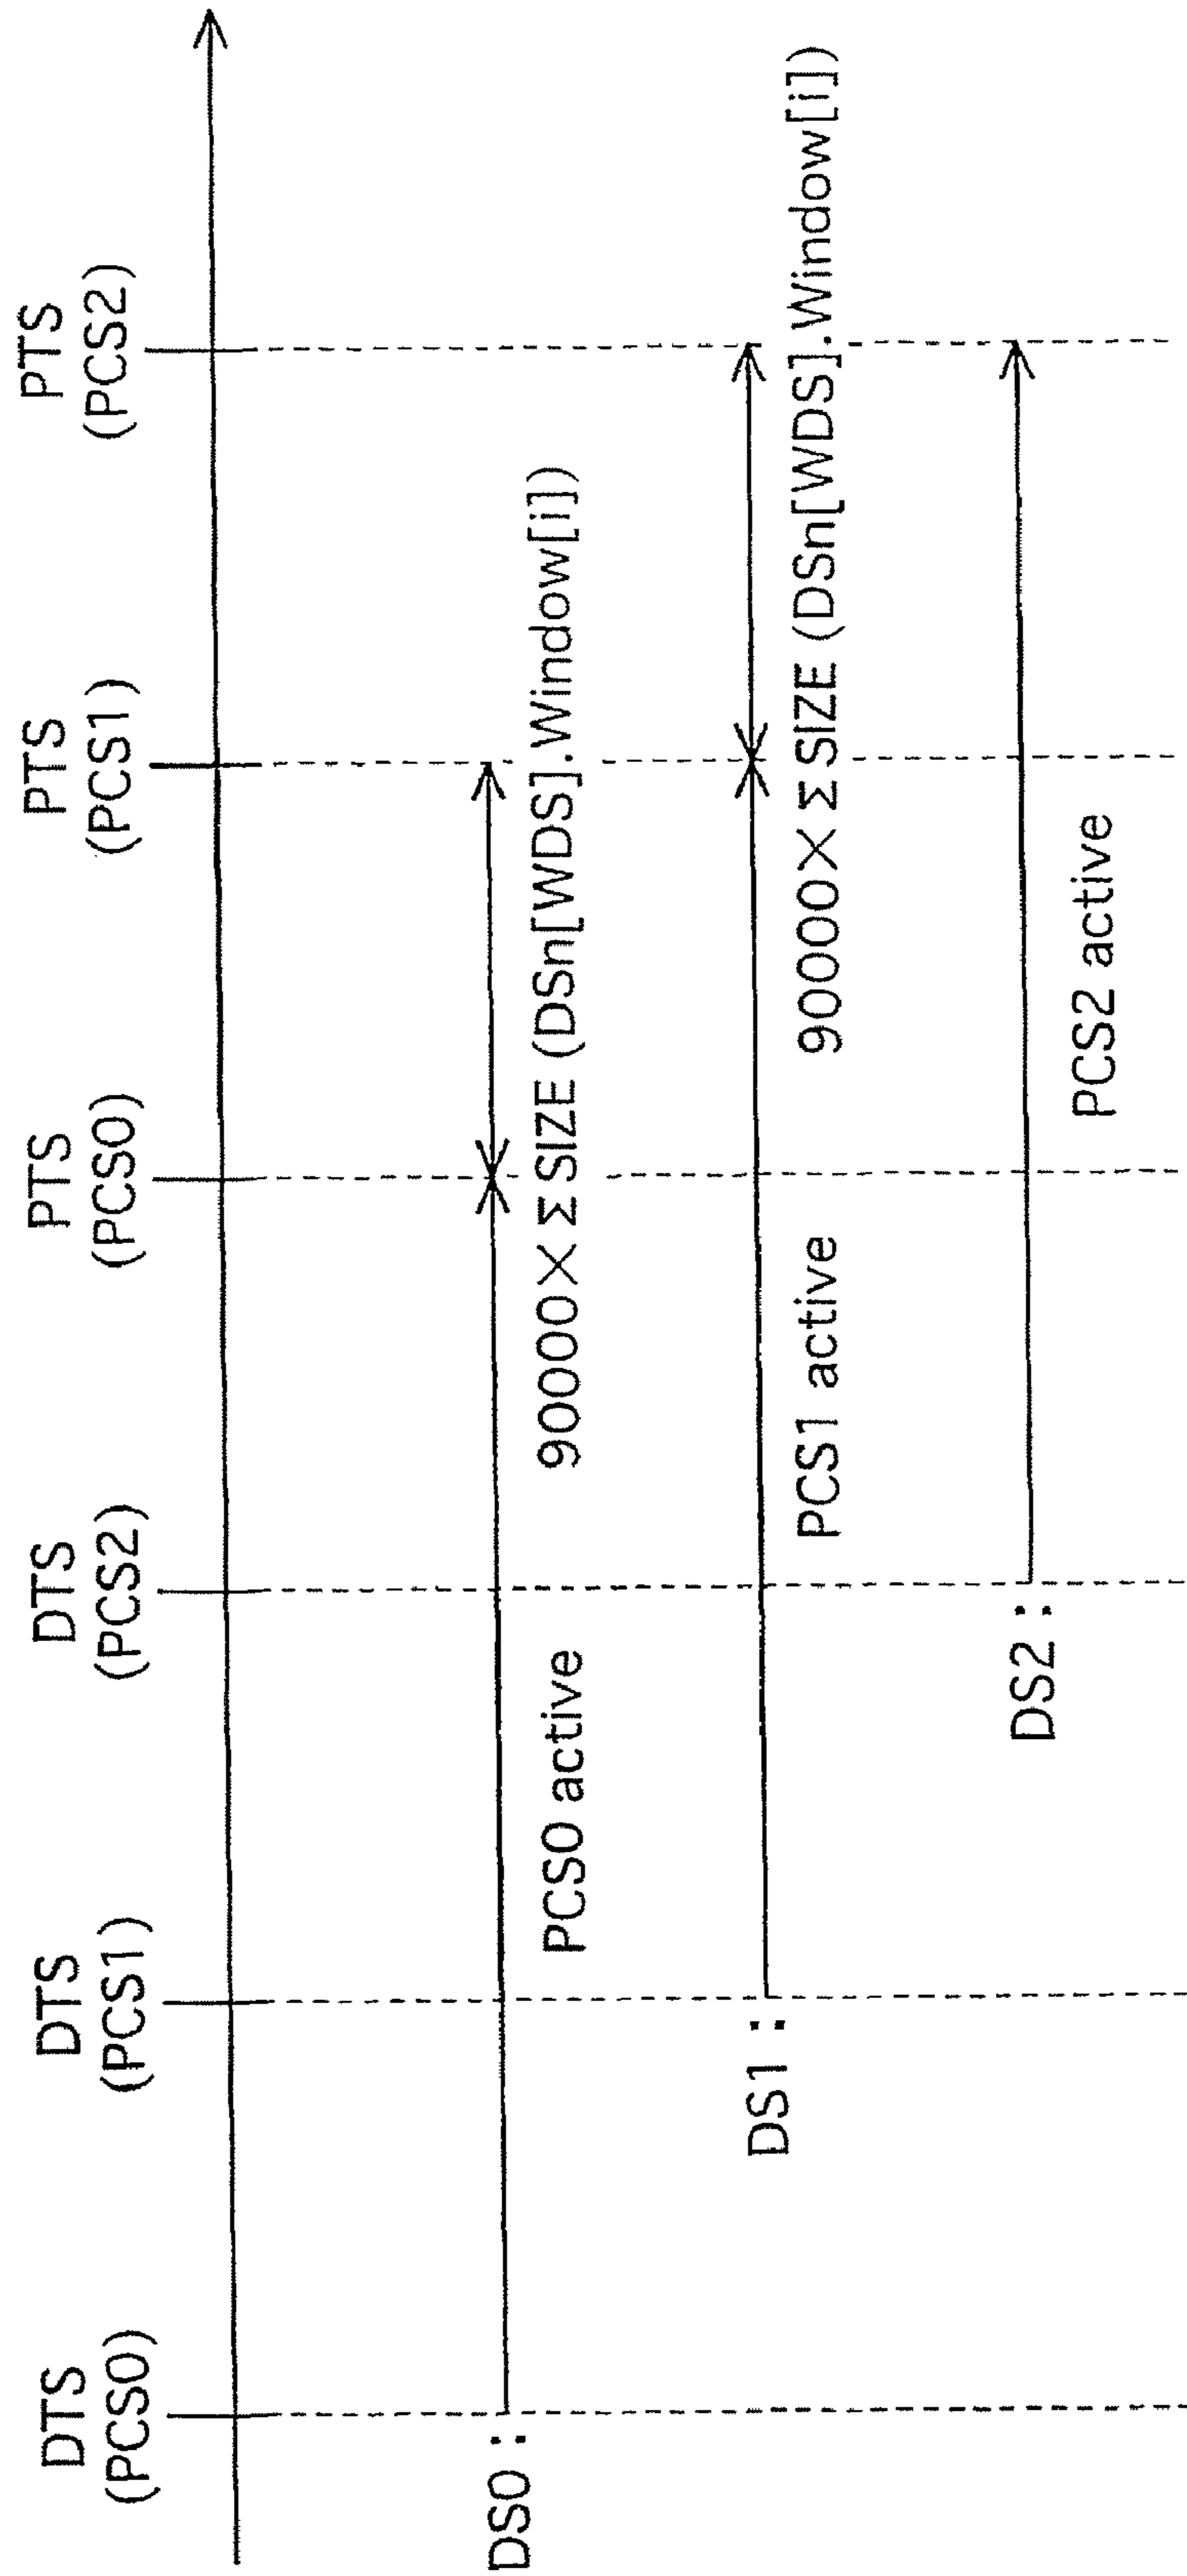 DTS
(PCS0)
DTS
(PCS1)
DTS
(PCS2)
PTS
(PCS0)
PTS
(PCS1)
PTS
(PCS2)
DS0 :
PCS0 active
90000×ΣSIZE (DSn[WDS].Window[i])
DS1 :
PCS1 active
90000×ΣSIZE (DSn[WDS].Window[i])
DS2 :
PCS2 active